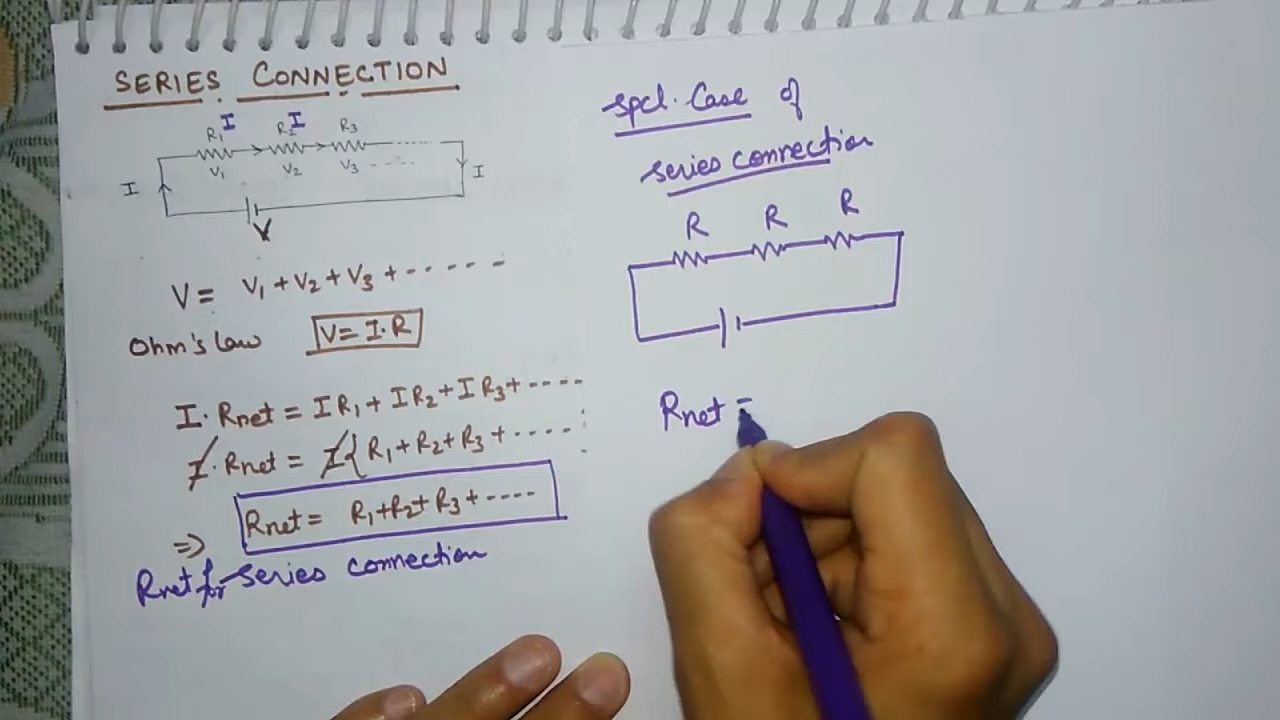 SERIES CONNECTION
I I
R1 R2 R3
V1 V2 V3
I I
V
V = V1 + V2 + V3 + ------
Ohm's law V = I·R
I·Rnet = IR1 + IR2 + IR3 + ----
I·Rnet = I{R1 + R2 + R3 + ----
=> Rnet = R1+R2+R3+----
Rnet for series connection
Spcl. Case of
series connection
R R R
Rnet =